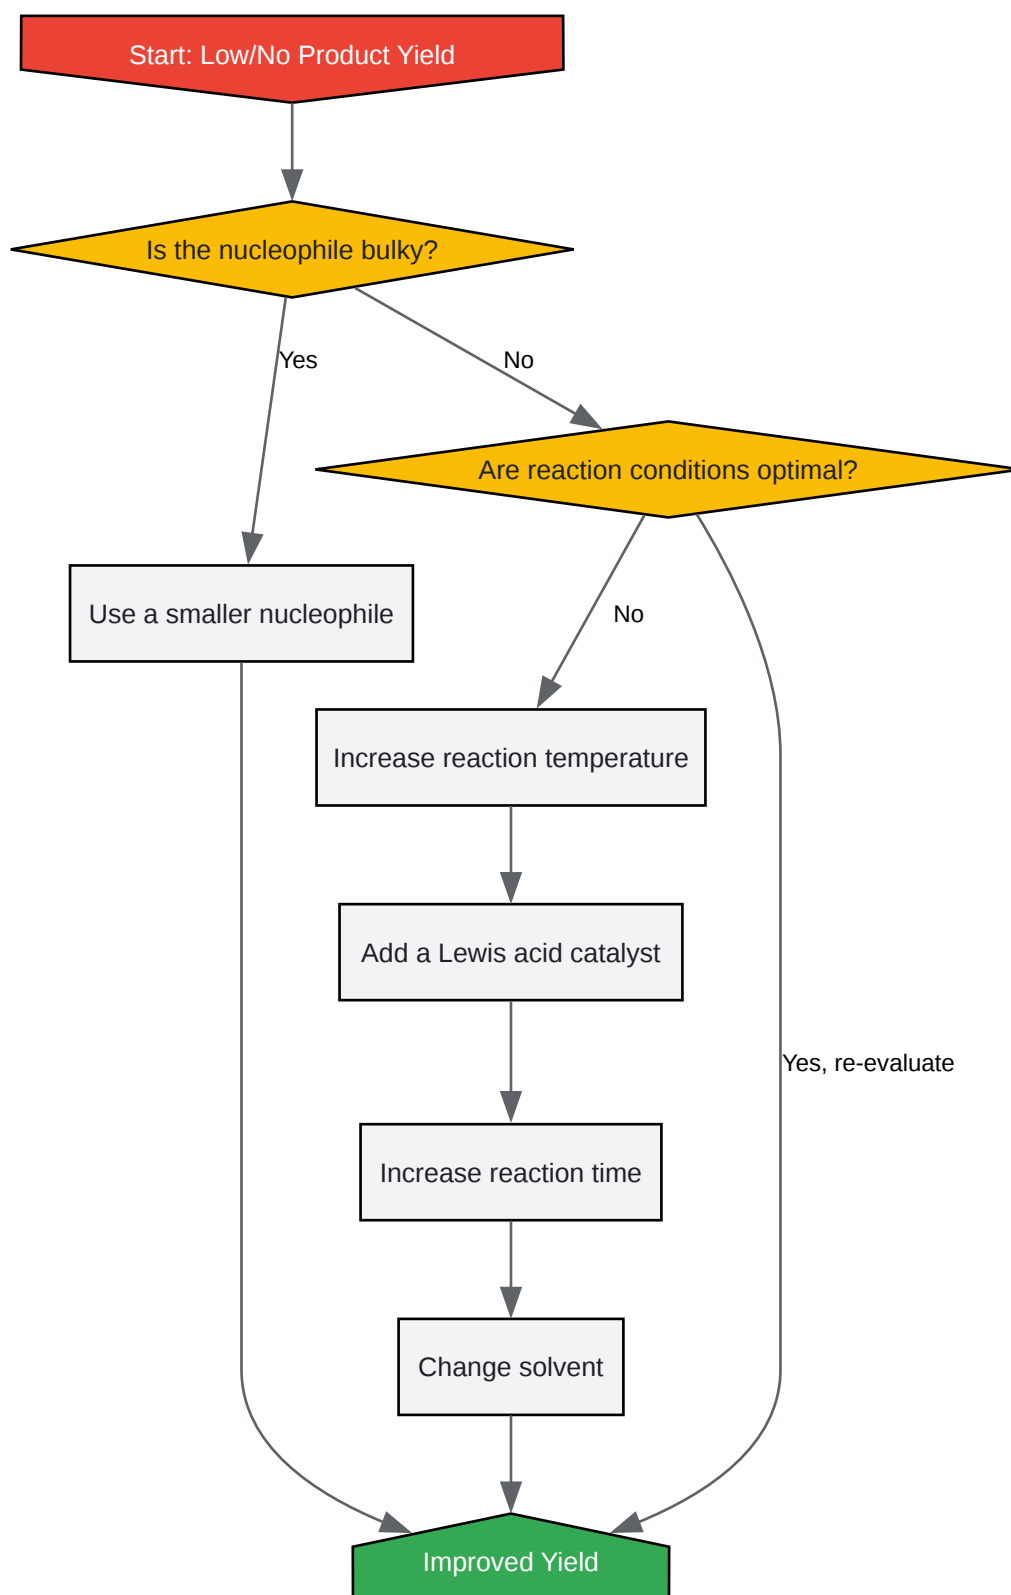 Start: Low/No Product Yield
Is the nucleophile bulky?
Yes
No
Are reaction conditions optimal?
Use a smaller nucleophile
No
Increase reaction temperature
Add a Lewis acid catalyst
Yes, re-evaluate
Increase reaction time
Change solvent
Improved Yield